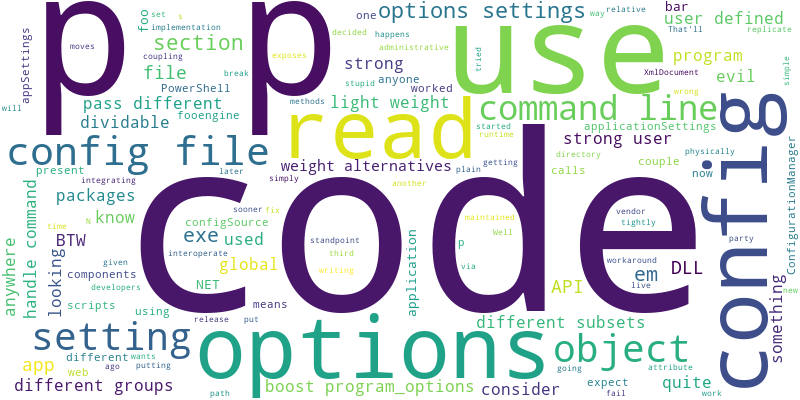 p p
code
use
read
config
options
config file
setting
object
command line
options settings
section
file
strong
anyone
program
user defined
bar
evil
foo
appsettings
pass different
PowerShell
fooengine
dividable
worked
light weight
weight alternatives
applicationSettings
strong user
couple
calls
directory
physically
XmlDocument
wrong
simple
relative
That'll
replicate
way
one
happens
administrative
decided
s
set
implementation
coupling
exposes
moves
break
stupid
methods
tried
started
runtime
getting
plain
will
via
present
later
integrating
simply
another
fix
packages
know
configSource
sooner
N
time
BTW
exe
used
interoperate
standpoint
maintained
Well
p
vendor
tightly
now
ConfigurationManager
party
new
something
handle command
looking
anywhere
components
global
third
writing
means
NET
application
API
em
DLL
workaround
live
developers
given
scripts
using
release
put
different subsets
app
web
different
wants
ago
putting
different groups
path
boost program_options
consider
going
expect
fail
attribute
work
quite